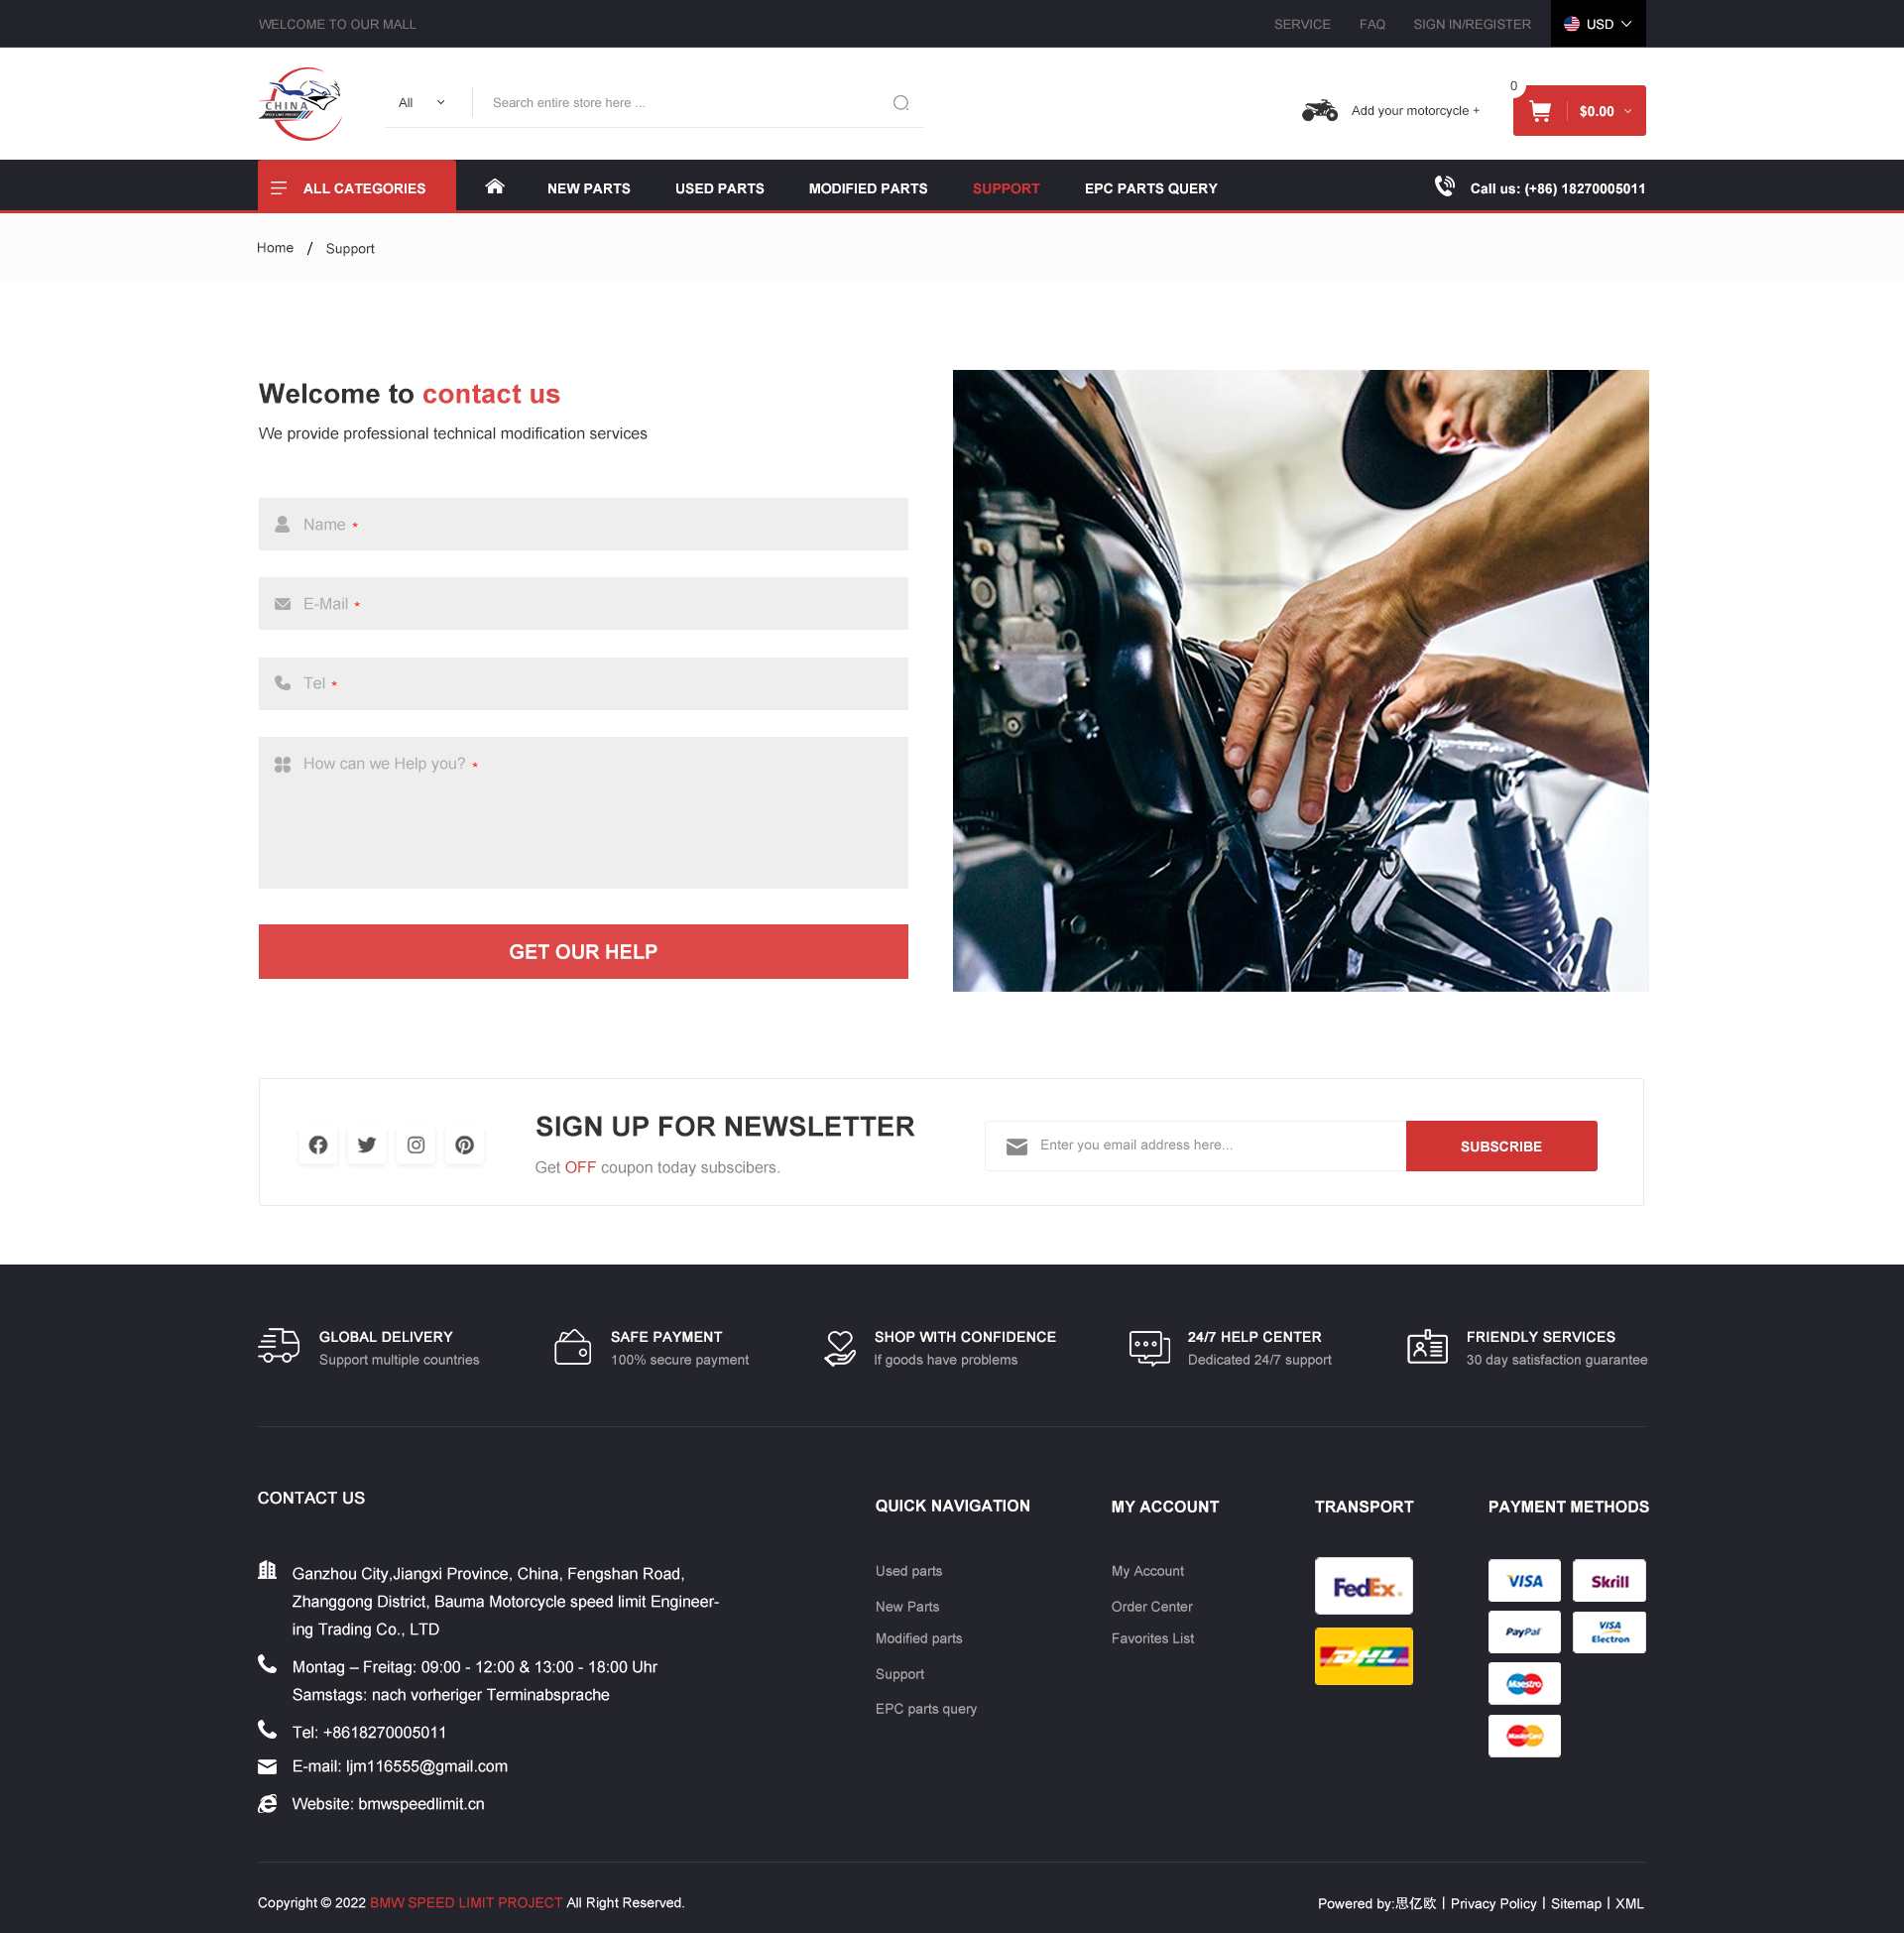 WELCOME TO OUR MALL
SERVICE FAQ SIGN IN/REGISTER USD
CHINA
All Search entire store here ...
Add your motorcycle +
0
$0.00
ALL CATEGORIES NEW PARTS USED PARTS MODIFIED PARTS SUPPORT EPC PARTS QUERY Call us: (+86) 18270005011
Home / Support
Welcome to contact us
We provide professional technical modification services
Name *
E-Mail *
Tel *
How can we Help you? *
GET OUR HELP
SIGN UP FOR NEWSLETTER
Get OFF coupon today subscibers.
Enter you email address here...
SUBSCRIBE
GLOBAL DELIVERY
Support multiple countries
SAFE PAYMENT
100% secure payment
SHOP WITH CONFIDENCE
If goods have problems
24/7 HELP CENTER
Dedicated 24/7 support
FRIENDLY SERVICES
30 day satisfaction guarantee
CONTACT US
Ganzhou City,Jiangxi Province, China, Fengshan Road,
Zhanggong District, Bauma Motorcycle speed limit Engineer-
ing Trading Co., LTD
Montag – Freitag: 09:00 - 12:00 & 13:00 - 18:00 Uhr
Samstags: nach vorheriger Terminabsprache
Tel: +8618270005011
E-mail: ljm116555@gmail.com
Website: bmwspeedlimit.cn
QUICK NAVIGATION
Used parts
New Parts
Modified parts
Support
EPC parts query
MY ACCOUNT
My Account
Order Center
Favorites List
TRANSPORT
FedEx
DHL
PAYMENT METHODS
VISA
Skrill
PayPal
VISA
Electron
Maestro
MasterCard
Copyright © 2022 BMW SPEED LIMIT PROJECT All Right Reserved.
Powered by:思亿欧 | Privacy Policy | Sitemap | XML